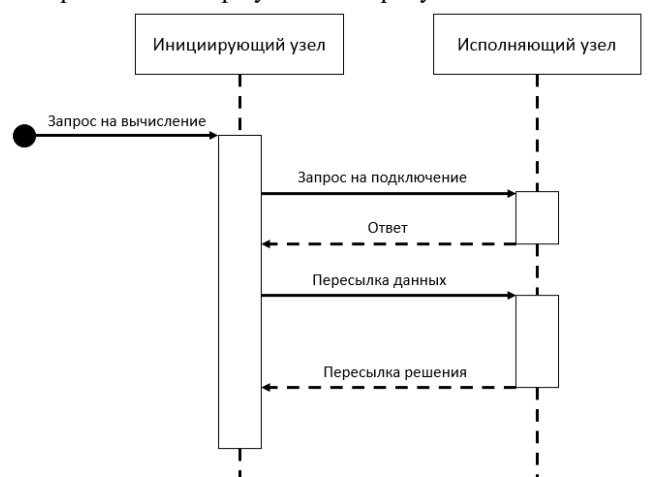 Инициирующий узел
Исполняющий узел
Запрос на вычисление
Запрос на подключение
Ответ
Пересылка данных
Пересылка решения